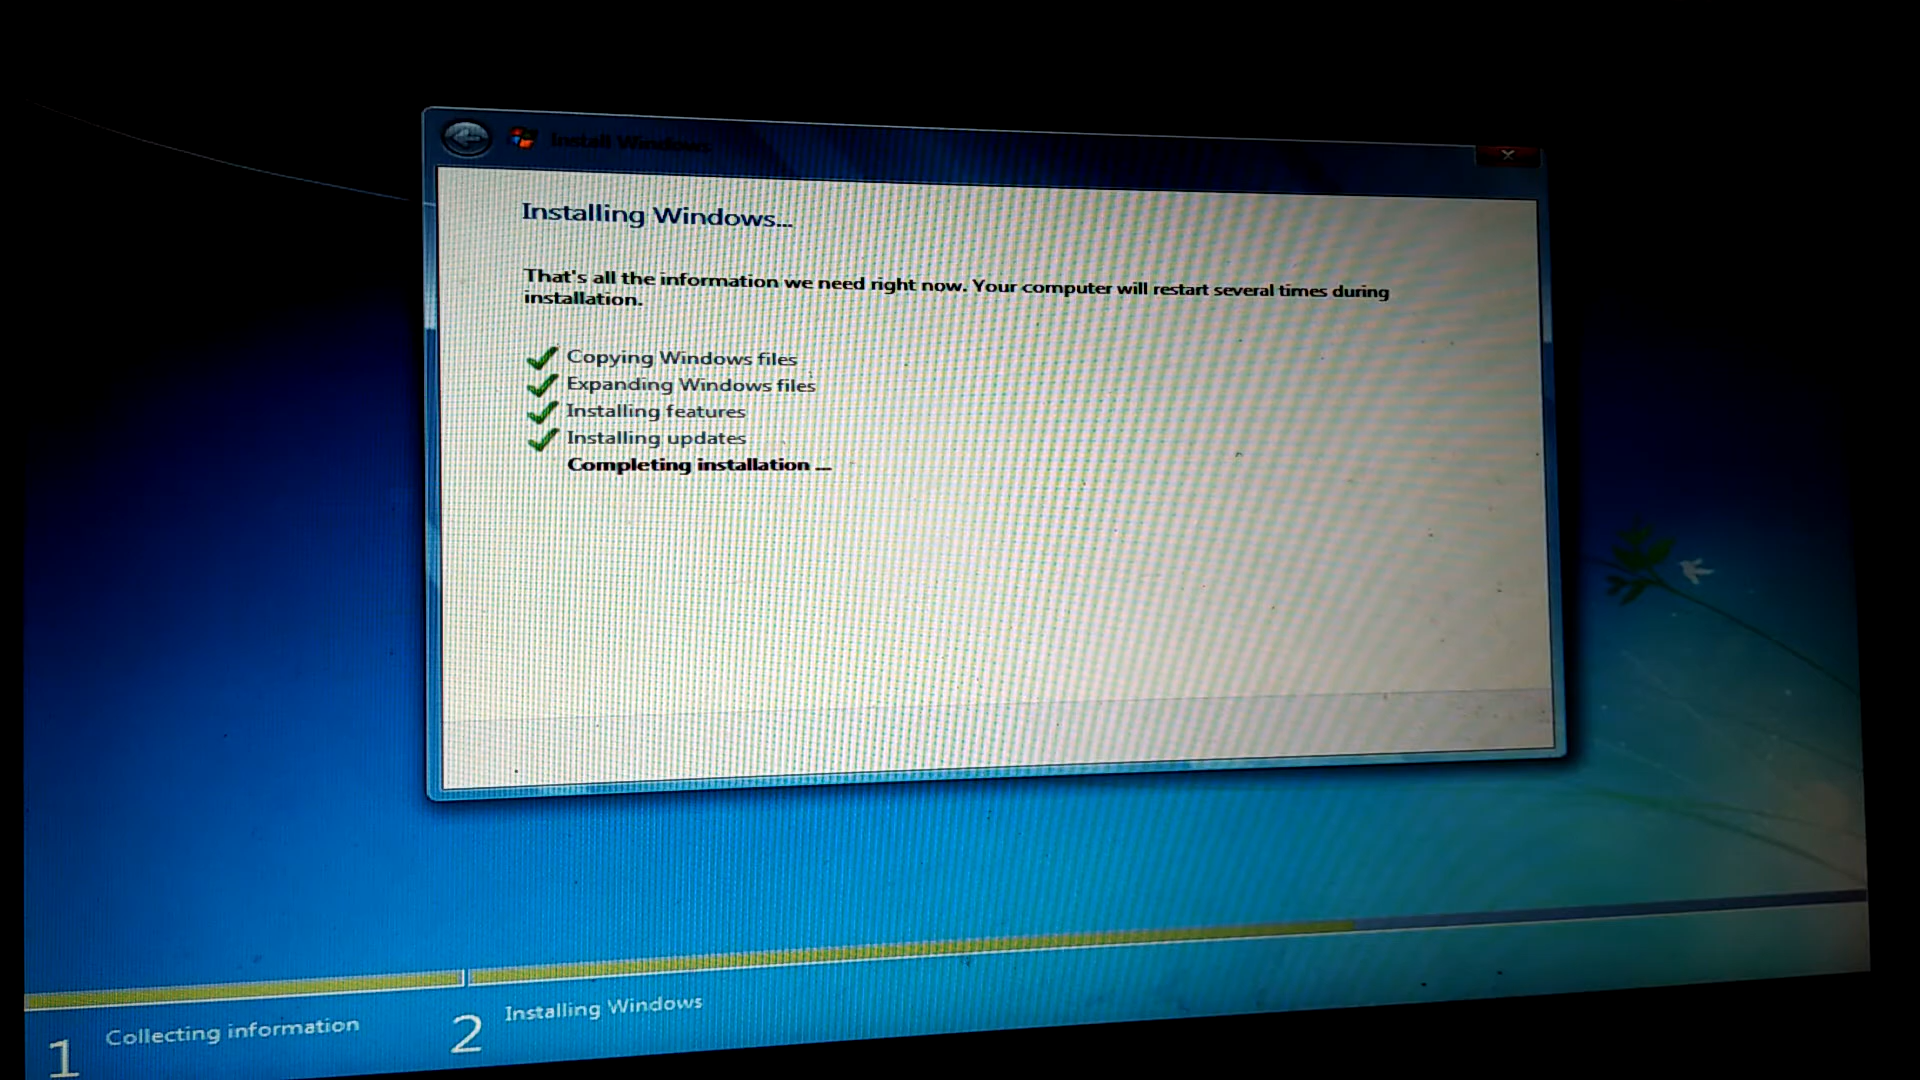 Install Windows
Installing Windows...
That's all the information we need right now. Your computer will restart several times during
installation.
Copying Windows files
Expanding Windows files
Installing features
Installing updates
Completing installation ...
1 Collecting information
2 Installing Windows